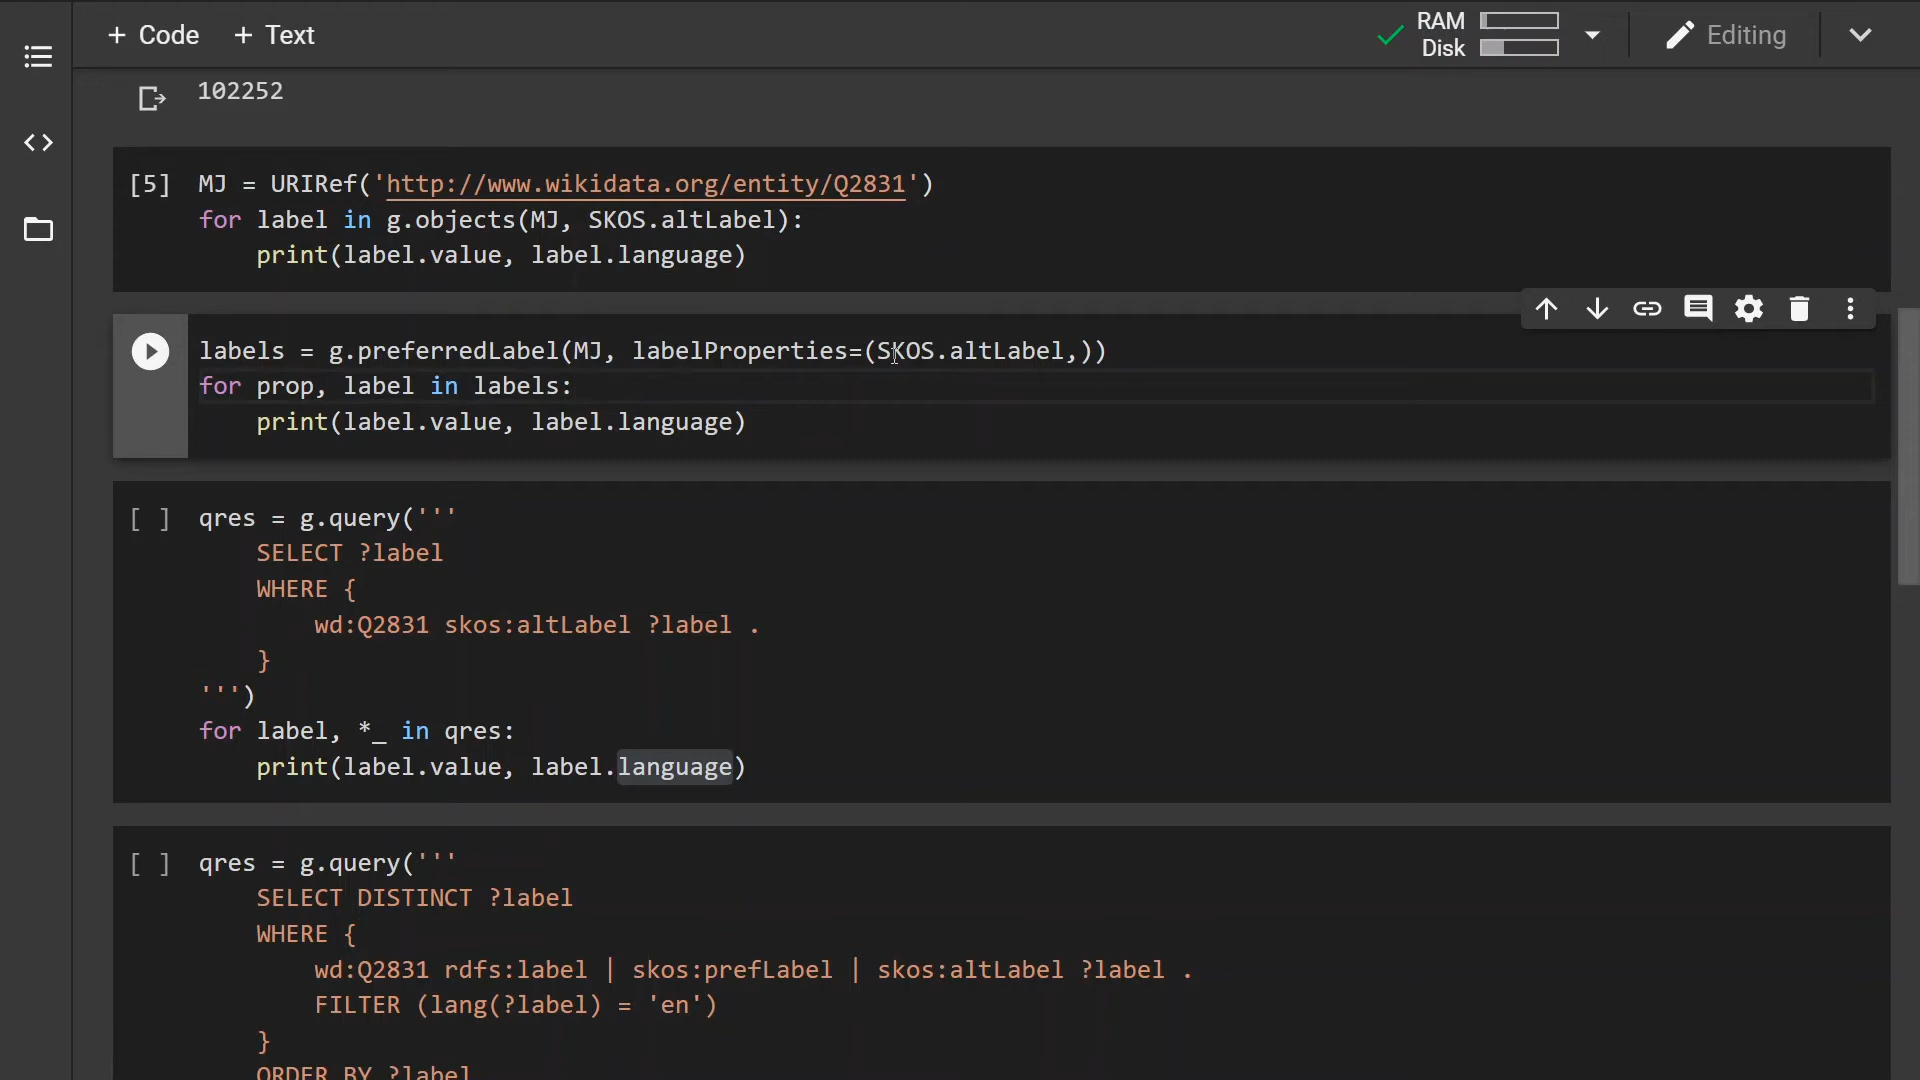 + Code + Text
RAM
Disk
Editing
102252
[5] MJ = URIRef('http://www.wikidata.org/entity/Q2831')
for label in g.objects(MJ, SKOS.altLabel):
    print(label.value, label.language)
labels = g.preferredLabel(MJ, labelProperties=(SKOS.altLabel,))
for prop, label in labels:
    print(label.value, label.language)
[ ] qres = g.query('''
    SELECT ?label
    WHERE {
        wd:Q2831 skos:altLabel ?label .
    }
''')
for label, *_ in qres:
    print(label.value, label.language)
[ ] qres = g.query('''
    SELECT DISTINCT ?label
    WHERE {
        wd:Q2831 rdfs:label | skos:prefLabel | skos:altLabel ?label .
        FILTER (lang(?label) = 'en')
    }
    ORDER BY ?label